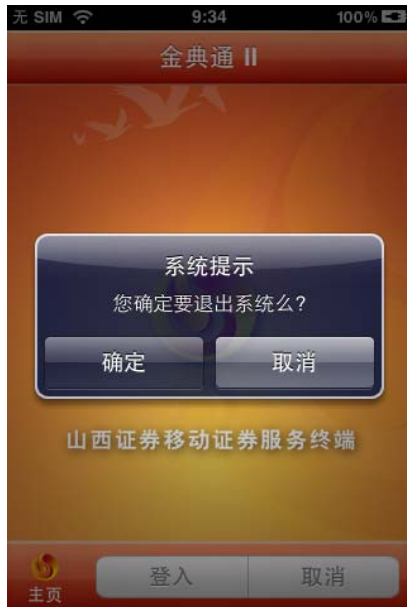 无 SIM 9:34 100%
金典通 II
系统提示
您确定要退出系统么?
确定 取消
山西证券移动证券服务终端
登入 取消
主页